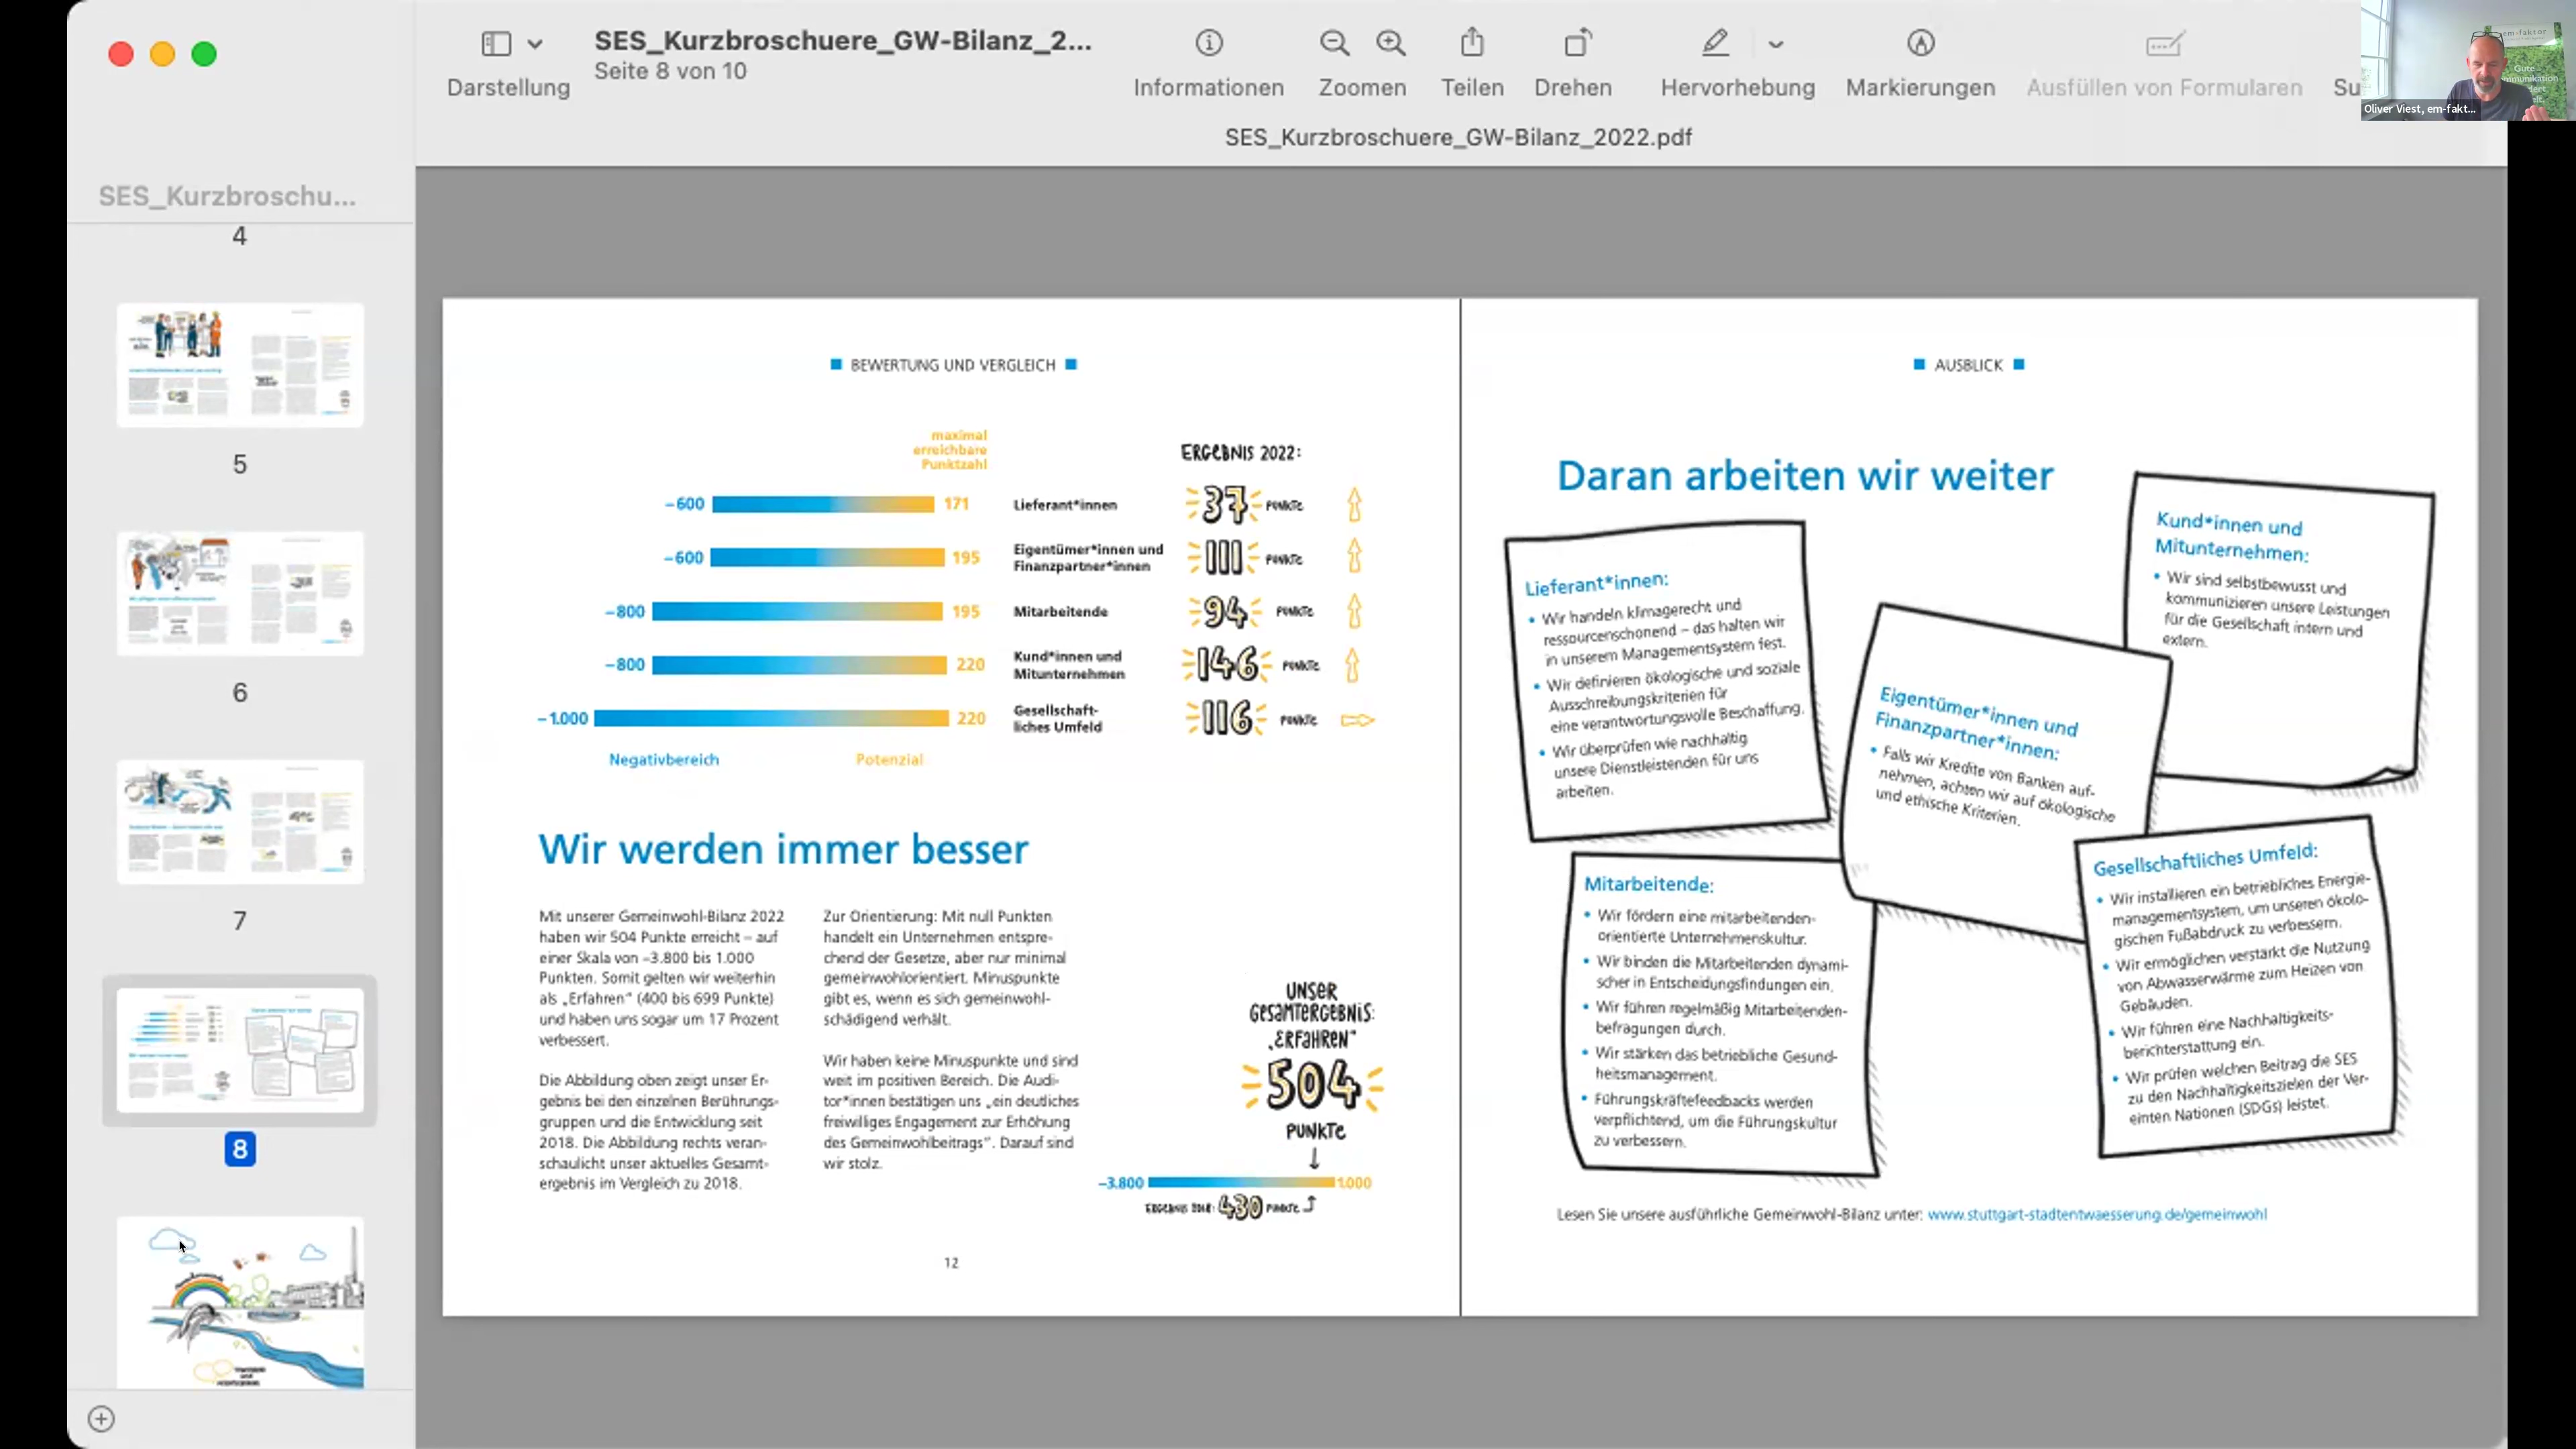 SES_Kurzbroschuere_GW-Bilanz_2...
Seite 8 von 10
Darstellung
Informationen
Zoomen
Teilen
Drehen
Hervorhebung
Markierungen
Ausfüllen von Formularen
Su
SES_Kurzbroschuere_GW-Bilanz_2022.pdf
em-faktor
Gute
Oliver Viest, em-fakt...
SES_Kurzbroschu...
4
5
6
7
8
BEWERTUNG UND VERGLEICH
maximal
erreichbare
Punktzahl
ERGEBNIS 2022:
-600 171 Lieferant*innen 37 PUNKTE
-600 195 Eigentümer*innen und
Finanzpartner*innen 111 PUNKTE
-800 195 Mitarbeitende 94 PUNKTE
-800 220 Kund*innen und
Mitunternehmen 146 PUNKTE
-1.000 220 Gesellschaft-
liches Umfeld 116 PUNKTE
Negativbereich Potenzial
Wir werden immer besser
Mit unserer Gemeinwohl-Bilanz 2022
haben wir 504 Punkte erreicht – auf
einer Skala von -3.800 bis 1.000
Punkten. Somit gelten wir weiterhin
als „Erfahren“ (400 bis 699 Punkte)
und haben uns sogar um 17 Prozent
verbessert.
Die Abbildung oben zeigt unser Er-
gebnis bei den einzelnen Berührungs-
gruppen und die Entwicklung seit
2018. Die Abbildung rechts veran-
schaulicht unser aktuelles Gesamt-
ergebnis im Vergleich zu 2018.
Zur Orientierung: Mit null Punkten
handelt ein Unternehmen entspre-
chend der Gesetze, aber nur minimal
gemeinwohlorientiert. Minuspunkte
gibt es, wenn es sich gemeinwohl-
schädigend verhält.
Wir haben keine Minuspunkte und sind
weit im positiven Bereich. Die Audi-
tor*innen bestätigen uns „ein deutliches
freiwilliges Engagement zur Erhöhung
des Gemeinwohlbeitrags“. Darauf sind
wir stolz.
UNSER
GESAMTERGEBNIS:
„ERFAHREN“
504
PUNKTE
-3.800 1.000
ERGEBNIS 2018: 430 PUNKTE
12
AUSBLICK
Daran arbeiten wir weiter
Lieferant*innen:
• Wir handeln klimagerecht und
ressourcenschonend – das halten wir
in unserem Managementsystem fest.
• Wir definieren ökologische und soziale
Ausschreibungskriterien für
eine verantwortungsvolle Beschaffung.
• Wir überprüfen wie nachhaltig
unsere Dienstleistenden für uns
arbeiten.
Kund*innen und
Mitunternehmen:
• Wir sind selbstbewusst und
kommunizieren unsere Leistungen
für die Gesellschaft intern und
extern.
Eigentümer*innen und
Finanzpartner*innen:
• Falls wir Kredite von Banken auf-
nehmen, achten wir auf ökologische
und ethische Kriterien.
Mitarbeitende:
• Wir fördern eine mitarbeitenden-
orientierte Unternehmenskultur.
• Wir binden die Mitarbeitenden dynami-
scher in Entscheidungsfindungen ein.
• Wir führen regelmäßig Mitarbeitenden-
befragungen durch.
• Wir stärken das betriebliche Gesund-
heitsmanagement.
• Führungskräftefeedbacks werden
verpflichtend, um die Führungskultur
zu verbessern.
Gesellschaftliches Umfeld:
• Wir installieren ein betriebliches Energie-
managementsystem, um unseren ökolo-
gischen Fußabdruck zu verbessern.
• Wir ermöglichen verstärkt die Nutzung
von Abwasserwärme zum Heizen von
Gebäuden.
• Wir führen eine Nachhaltigkeits-
berichterstattung ein.
• Wir prüfen welchen Beitrag die SES
zu den Nachhaltigkeitszielen der Ver-
einten Nationen (SDGs) leistet.
Lesen Sie unsere ausführliche Gemeinwohl-Bilanz unter: www.stuttgart-stadtentwaesserung.de/gemeinwohl